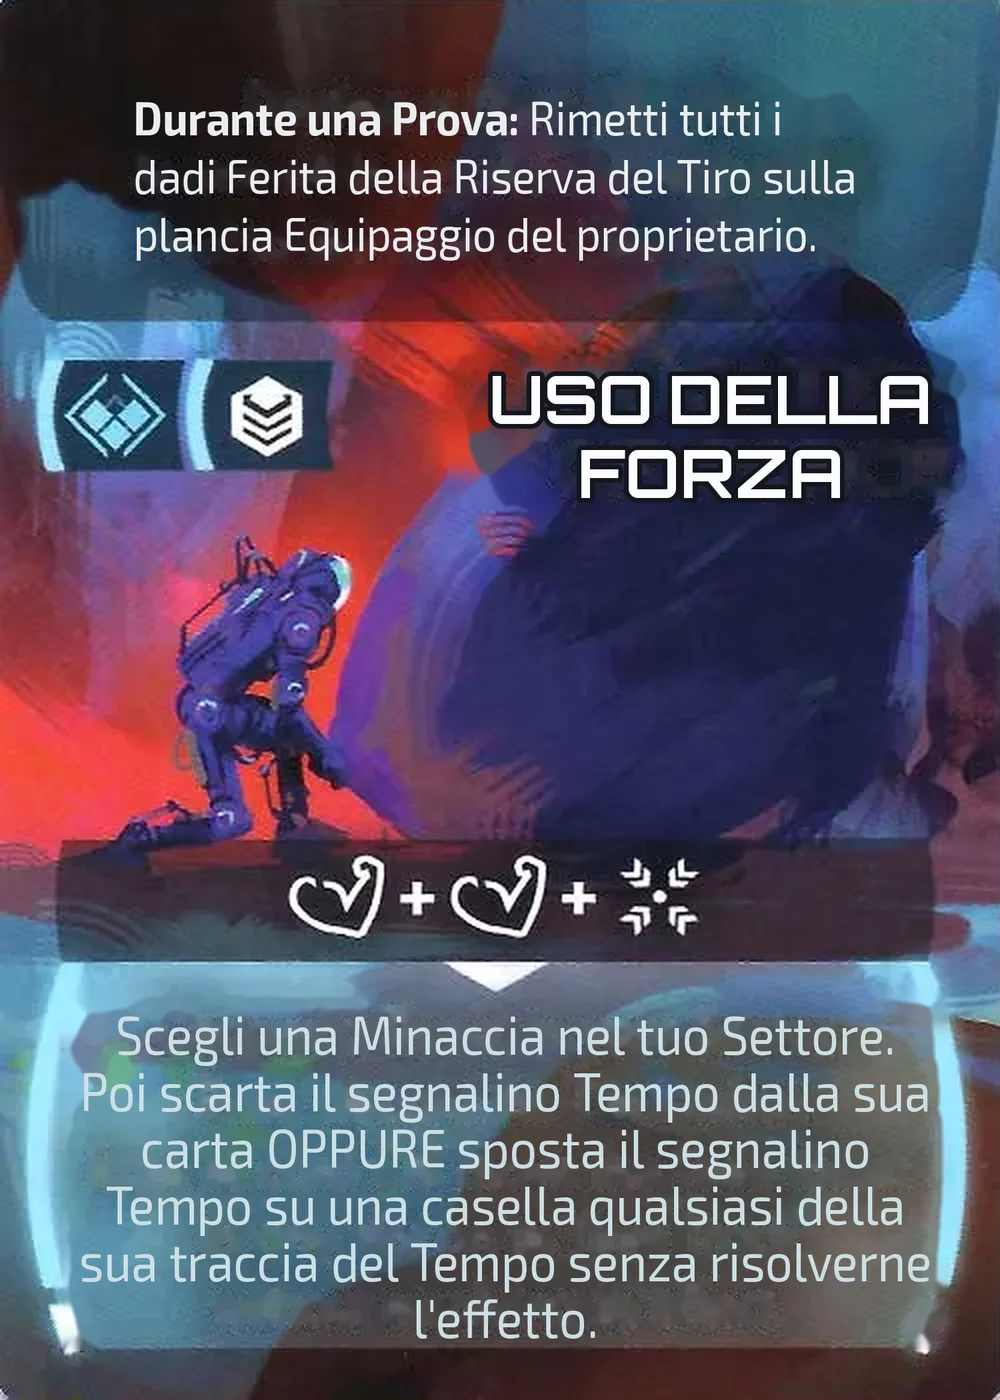 Durante una Prova: Rimetti tutti i
dadi Ferita della Riserva del Tiro sulla
plancia Equipaggio del proprietario.
USO DELLA
FORZA
+ +
Scegli una Minaccia nel tuo Settore.
Poi scarta il segnalino Tempo dalla sua
carta OPPURE sposta il segnalino
Tempo su una casella qualsiasi della
sua traccia del Tempo senza risolverne
l'effetto.